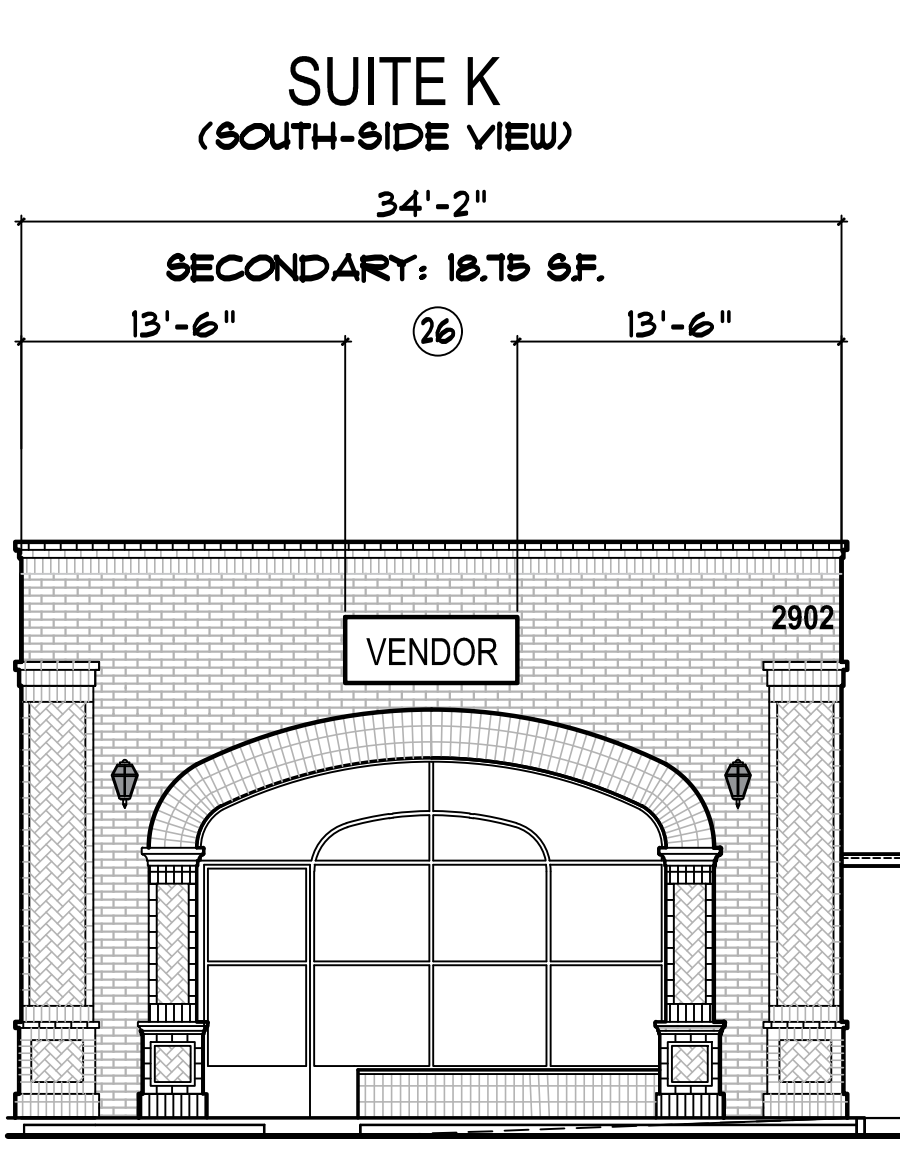 SUITE K
(SOUTH-SIDE VIEW)
34'-2"
SECONDARY: 18.75 S.F.
13'-6" 26 13'-6"
2902
VENDOR